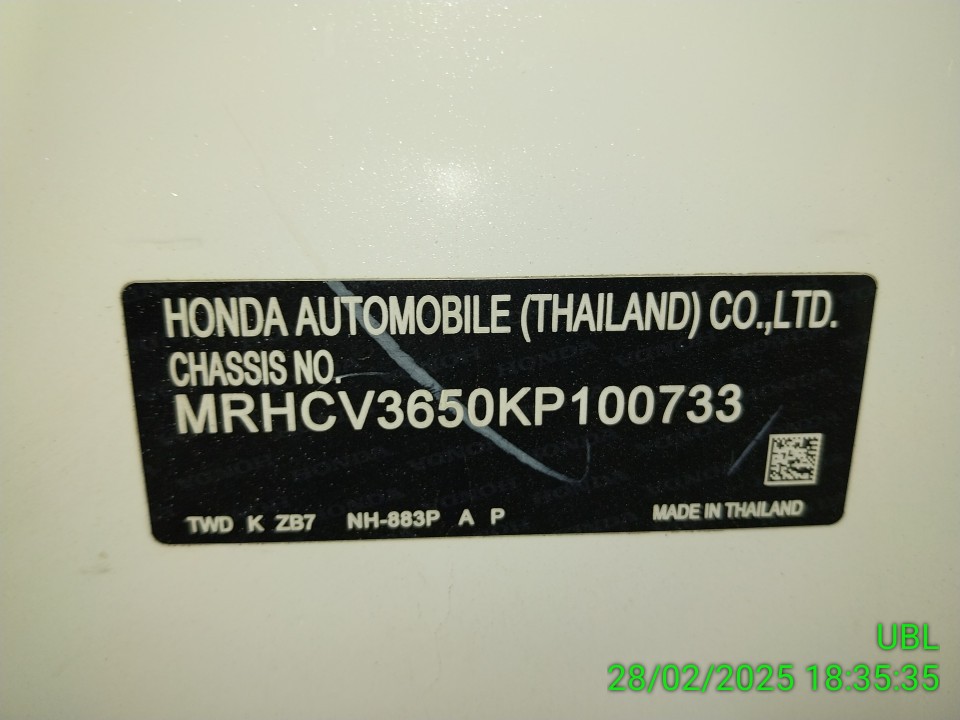 HONDA AUTOMOBILE (THAILAND) CO.,LTD.
CHASSIS NO.
MRHCV3650KP100733
TWD K ZB7 NH-883P A P MADE IN THAILAND
UBL
28/02/2025 18:35:35